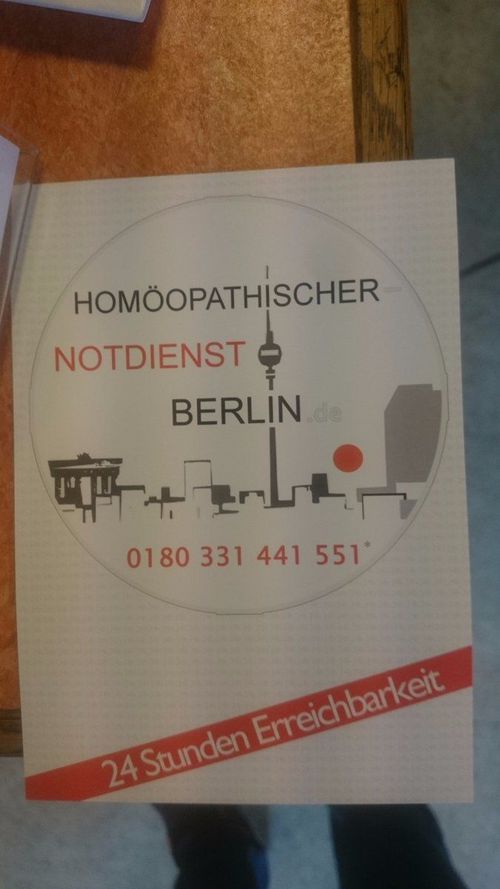 HOMÖOPATHISCHER-
NOTDIENST
BERLIN.de
0180 331 441 551*
24 Stunden Erreichbarkeit